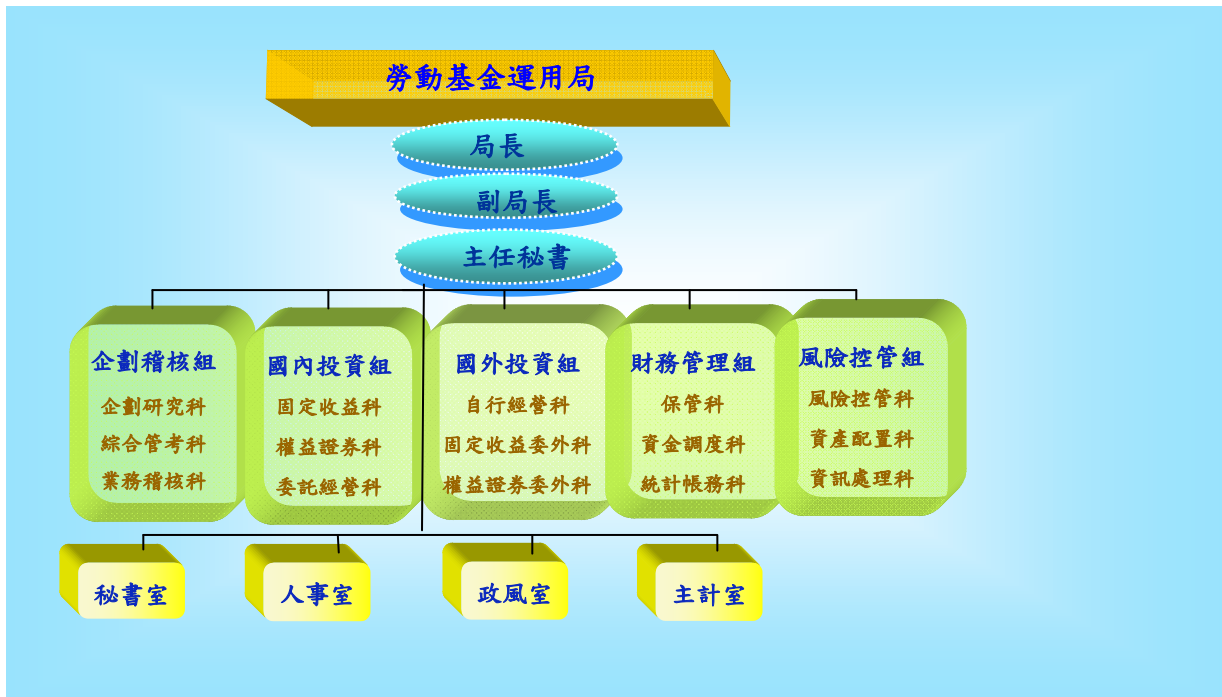 勞動基金運用局
局長
副局長
主任秘書
企劃稽核組
企劃研究科
綜合管考科
業務稽核科
國內投資組
固定收益科
權益證券科
委託經營科
國外投資組
自行經營科
固定收益委外科
權益證券委外科
財務管理組
保管科
資金調度科
統計帳務科
風險控管組
風險控管科
資產配置科
資訊處理科
秘書室
人事室
政風室
主計室